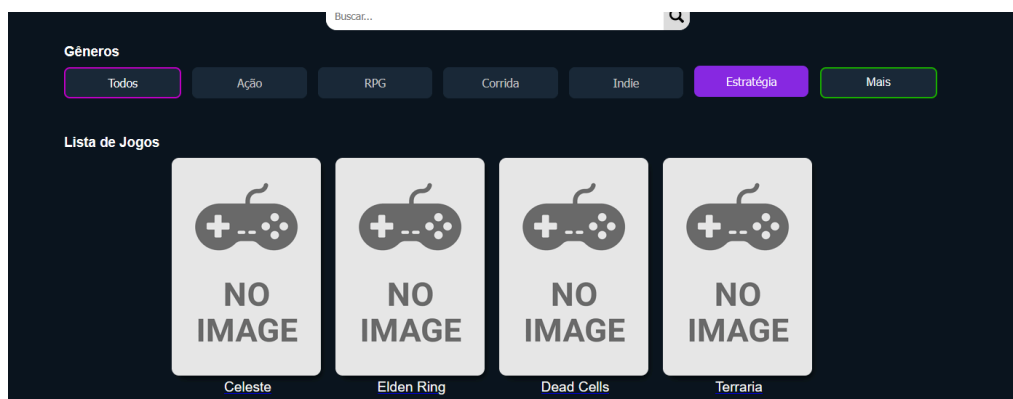 Buscar...
Gêneros
Todos Ação RPG Corrida Indie Estratégia Mais
Lista de Jogos
NO IMAGE NO IMAGE NO IMAGE NO IMAGE
Celeste Elden Ring Dead Cells Terraria